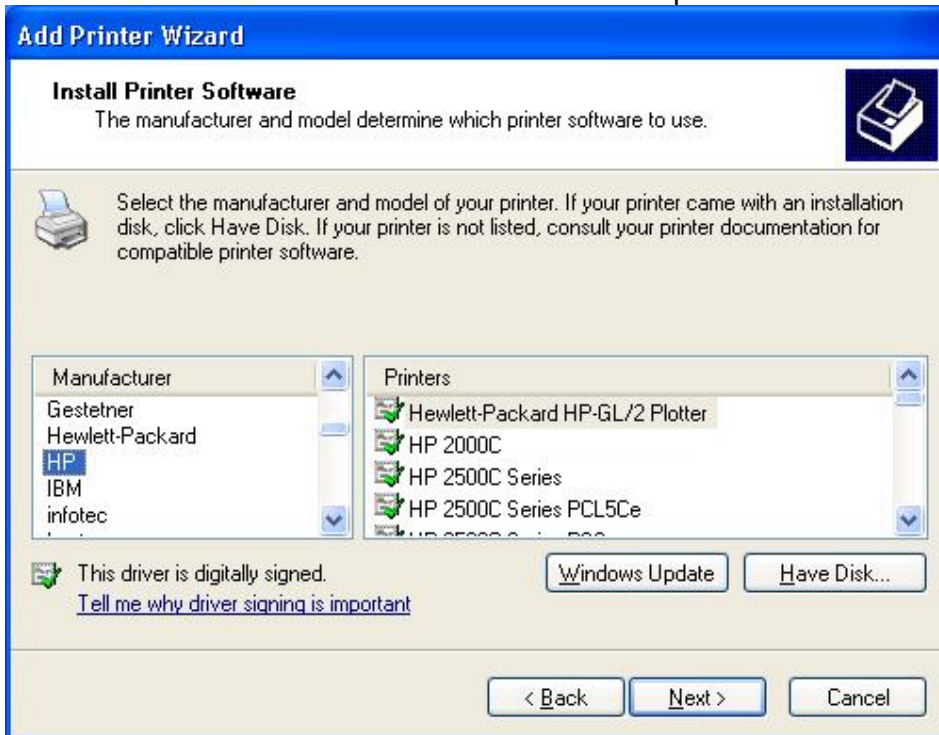 Add Printer Wizard
Install Printer Software
The manufacturer and model determine which printer software to use.
Select the manufacturer and model of your printer. If your printer came with an installation
disk, click Have Disk. If your printer is not listed, consult your printer documentation for
compatible printer software.
Manufacturer
Gestetner
Hewlett-Packard
HP
IBM
infotec
Printers
Hewlett-Packard HP-GL/2 Plotter
HP 2000C
HP 2500C Series
HP 2500C Series PCL5Ce
This driver is digitally signed.
Tell me why driver signing is important
Windows Update
Have Disk...
< Back
Next >
Cancel